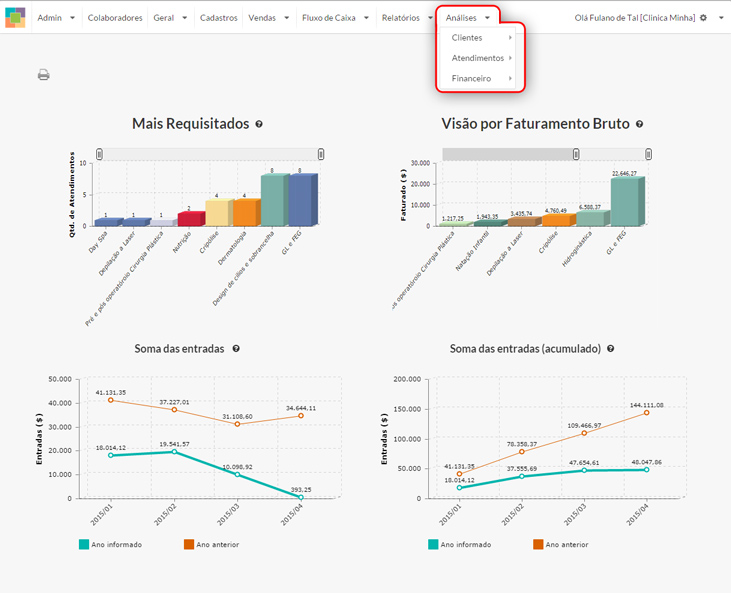 Admin Colaboradores Geral Cadastros Vendas Fluxo de Caixa Relatórios Análises Olá Fulano de Tal [Clinica Minha]
Clientes
Atendimentos
Financeiro
Mais Requisitados
Qtd. de Atendimentos
10
5
0
1
1
1
2
4
4
8
8
Day Spa
Depilação a Laser
Pré e pós operatóroio Cirurgia Plástica
Nutrição
Cripólise
Dermatologia
Design de cílios e sobrancelha
GL e FEG
Visão por Faturamento Bruto
Faturado ($)
30.000
20.000
10.000
0
1.217,25
1.943,35
3.435,74
4.760,49
6.588,37
22.646,27
os operatóroio Cirurgia Plástica
Natação Infantil
Depilação a Laser
Cripólise
Hidroginástica
GL e FEG
Soma das entradas
Entradas ($)
50.000
40.000
30.000
20.000
10.000
0
41.131,35
37.227,01
31.108,60
34.644,11
18.014,12
19.541,57
10.098,92
393,25
2015/01
2015/02
2015/03
2015/04
Ano informado
Ano anterior
Soma das entradas (acumulado)
Entradas ($)
200.000
150.000
100.000
50.000
0
41.131,35
78.358,37
109.466,97
144.111,08
18.014,12
37.555,69
47.654,61
48.047,86
2015/01
2015/02
2015/03
2015/04
Ano informado
Ano anterior